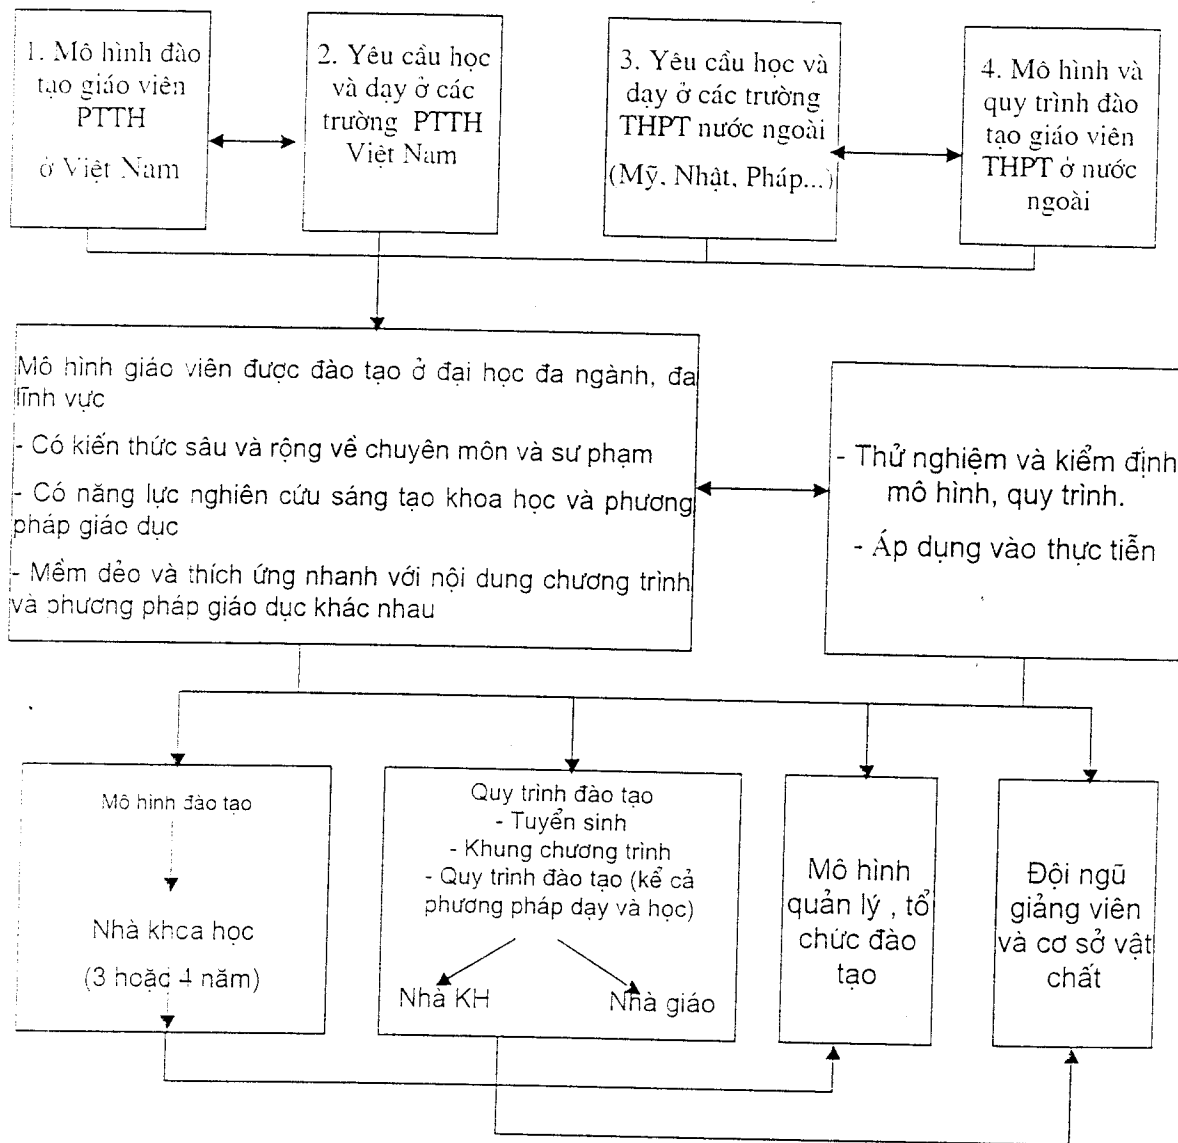 1. Mô hình đào
tạo giáo viên
PTTH
ở Việt Nam
2. Yêu cầu học
và dạy ở các
trường PTTH
Việt Nam
3. Yêu cầu học và
dạy ở các trường
THPT nước ngoài
(Mỹ, Nhật, Pháp...)
4. Mô hình và
quy trình đào
tạo giáo viên
THPT ở nước
ngoài
Mô hình giáo viên được đào tạo ở đại học đa ngành, đa
lĩnh vực
- Có kiến thức sâu và rộng về chuyên môn và sư phạm
- Có năng lực nghiên cứu sáng tạo khoa học và phương
pháp giáo dục
- Mềm dẻo và thích ứng nhanh với nội dung chương trình
và phương pháp giáo dục khác nhau
- Thử nghiệm và kiểm định
mô hình, quy trình.
- Áp dụng vào thực tiễn
Mô hình đào tạo
Nhà khoa học
(3 hoặc 4 năm)
Quy trình đào tạo
- Tuyển sinh
- Khung chương trình
- Quy trình đào tạo (kể cả
phương pháp dạy và học)
Nhà KH
Nhà giáo
Mô hình
quản lý , tổ
chức đào
tạo
Đội ngũ
giảng viên
và cơ sở vật
chất